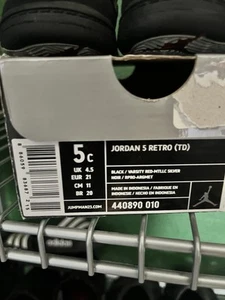 5C
UK 4.5
EUR 21
CM 11
BR 20
JUMPMAN23.COM
JORDAN 5 RETRO (TD)
BLACK / VARSITY RED-MTLLC SILVER
MADE IN INDONESIA / FABRIQUE EN
INDONESIE / HECHO EN INDONESIA
440890 010